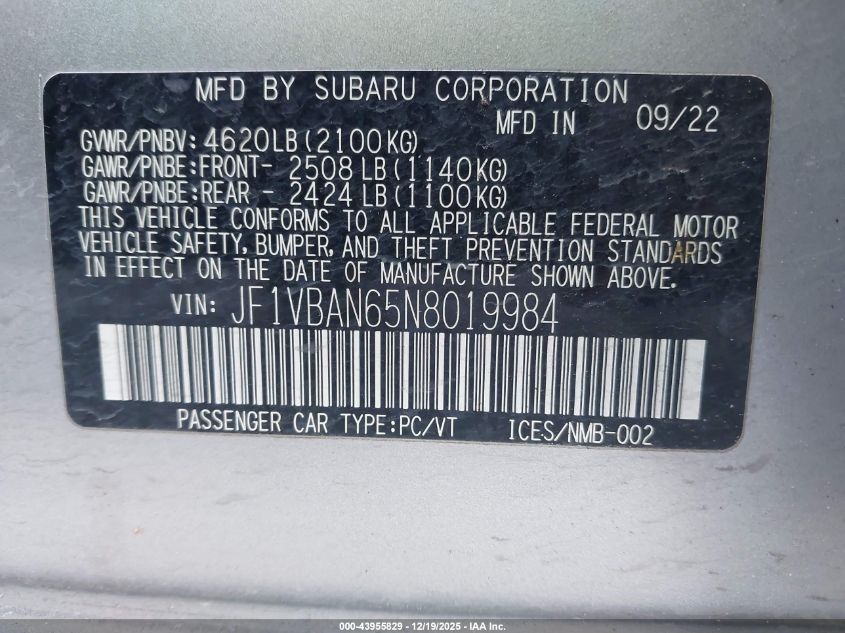 MFD BY SUBARU CORPORATION
MFD IN 09/22
GVWR/PNBV: 4620LB (2100KG)
GAWR/PNBE:FRONT- 2508 LB (1140KG)
GAWR/PNBE:REAR - 2424 LB (1100KG)
THIS VEHICLE CONFORMS TO ALL APPLICABLE FEDERAL MOTOR
VEHICLE SAFETY, BUMPER, AND THEFT PREVENTION STANDARDS
IN EFFECT ON THE DATE OF MANUFACTURE SHOWN ABOVE.
VIN: JF1VBAN65N8019984
PASSENGER CAR TYPE:PC/VT ICES/NMB-002
000-43955829 - 12/19/2025 - IAA Inc.